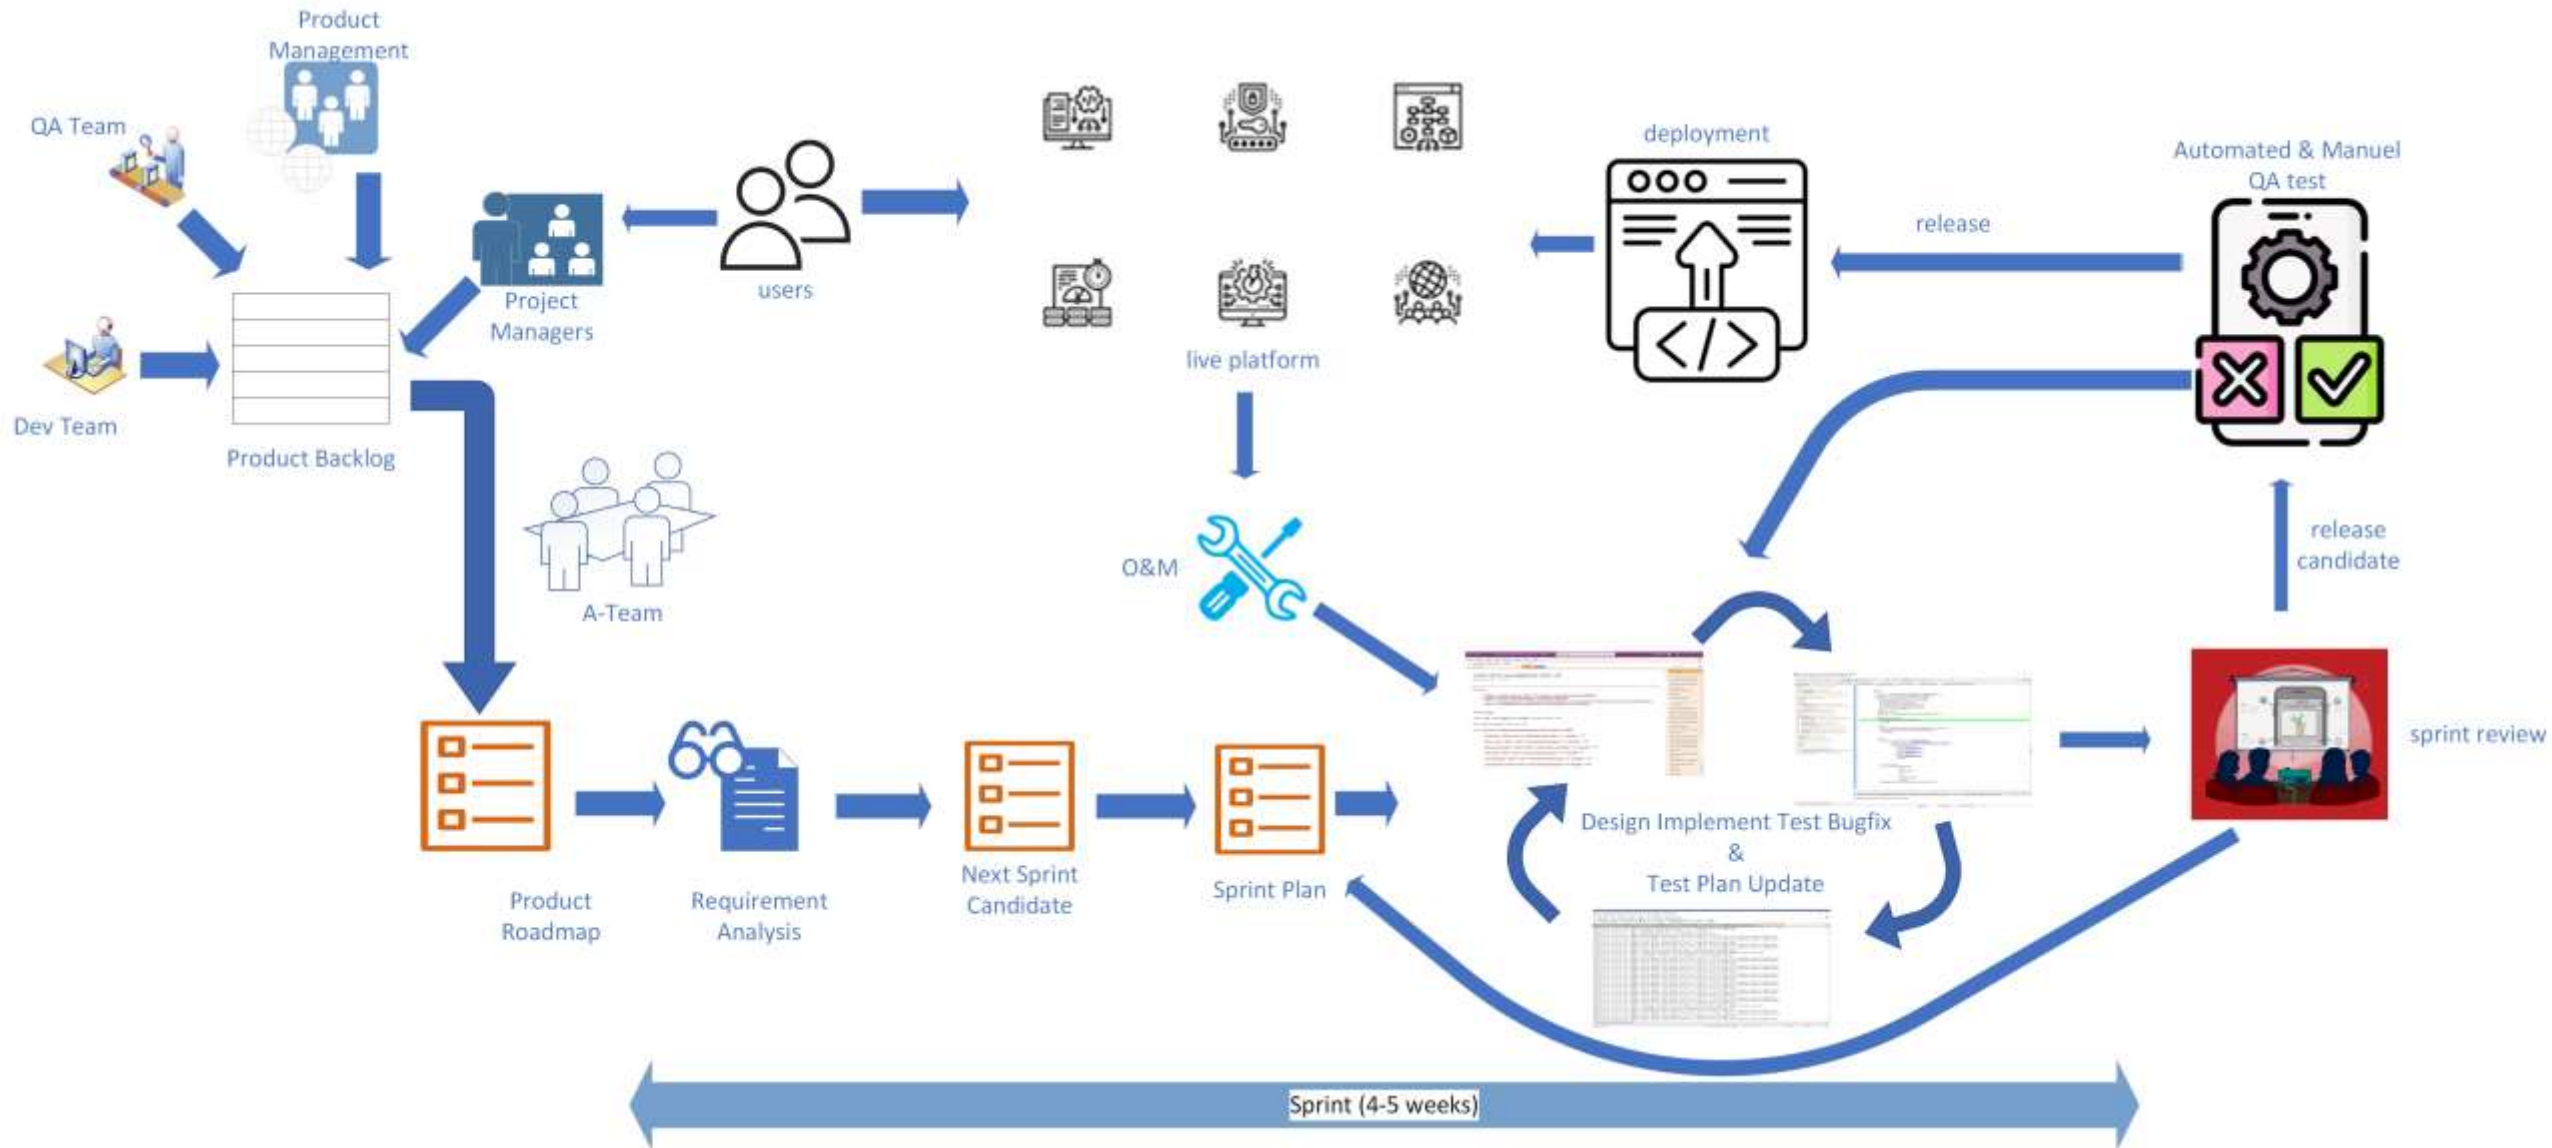 Product
Management
QA Team
deployment
Automated & Manuel
QA test
release
users
Project
Managers
live platform
Dev Team
Product Backlog
release
candidate
O&M
A-Team
sprint review
Design Implement Test Bugfix
&
Test Plan Update
Next Sprint
Candidate
Sprint Plan
Product
Roadmap
Requirement
Analysis
Sprint (4-5 weeks)